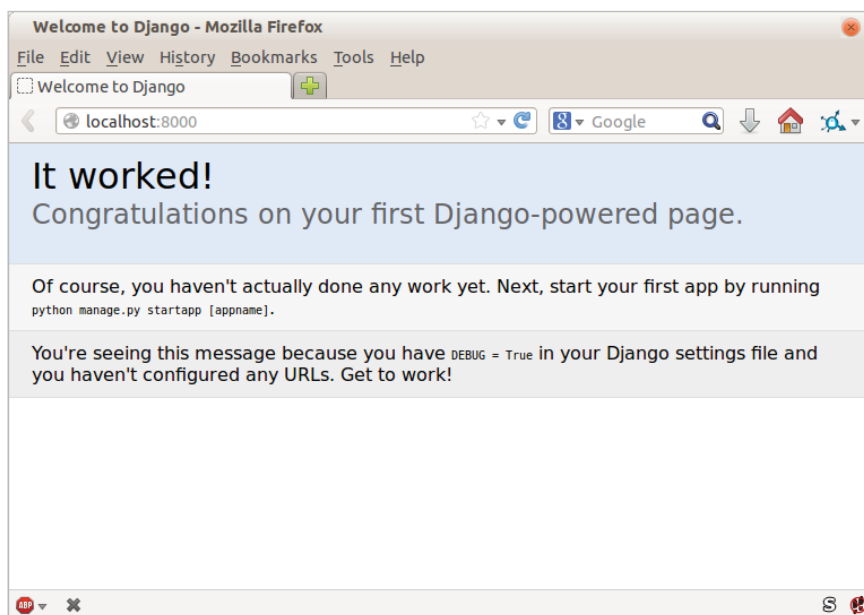 Welcome to Django - Mozilla Firefox
File Edit View History Bookmarks Tools Help
Welcome to Django
localhost:8000
8 Google
It worked!
Congratulations on your first Django-powered page.
Of course, you haven't actually done any work yet. Next, start your first app by running
python manage.py startapp [appname].
You're seeing this message because you have DEBUG = True in your Django settings file and
you haven't configured any URLs. Get to work!
ABP S